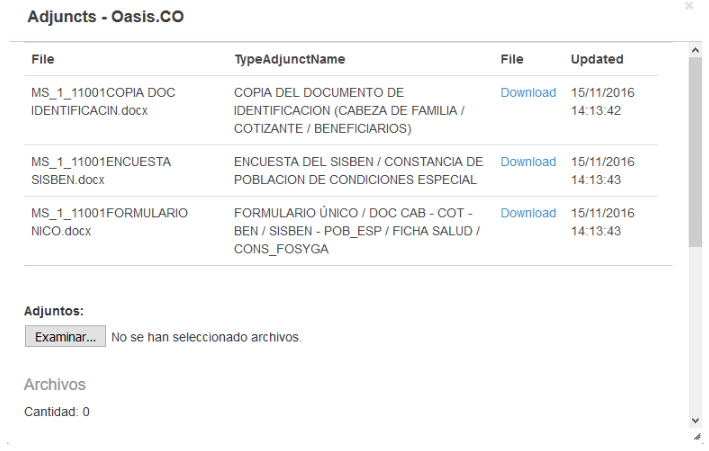 Adjuncts - Oasis.CO
File TypeAdjunctName File Updated
MS_1_11001COPIA DOC IDENTIFICACIN.docx
COPIA DEL DOCUMENTO DE IDENTIFICACION (CABEZA DE FAMILIA / COTIZANTE / BENEFICIARIOS)
Download
15/11/2016 14:13:42
MS_1_11001ENCUESTA SISBEN.docx
ENCUESTA DEL SISBEN / CONSTANCIA DE POBLACION DE CONDICIONES ESPECIAL
Download
15/11/2016 14:13:43
MS_1_11001FORMULARIO NICO.docx
FORMULARIO ÚNICO / DOC CAB - COT - BEN / SISBEN - POB_ESP / FICHA SALUD / CONS_FOSYGA
Download
15/11/2016 14:13:43
Adjuntos:
Examinar... No se han seleccionado archivos.
Archivos
Cantidad: 0